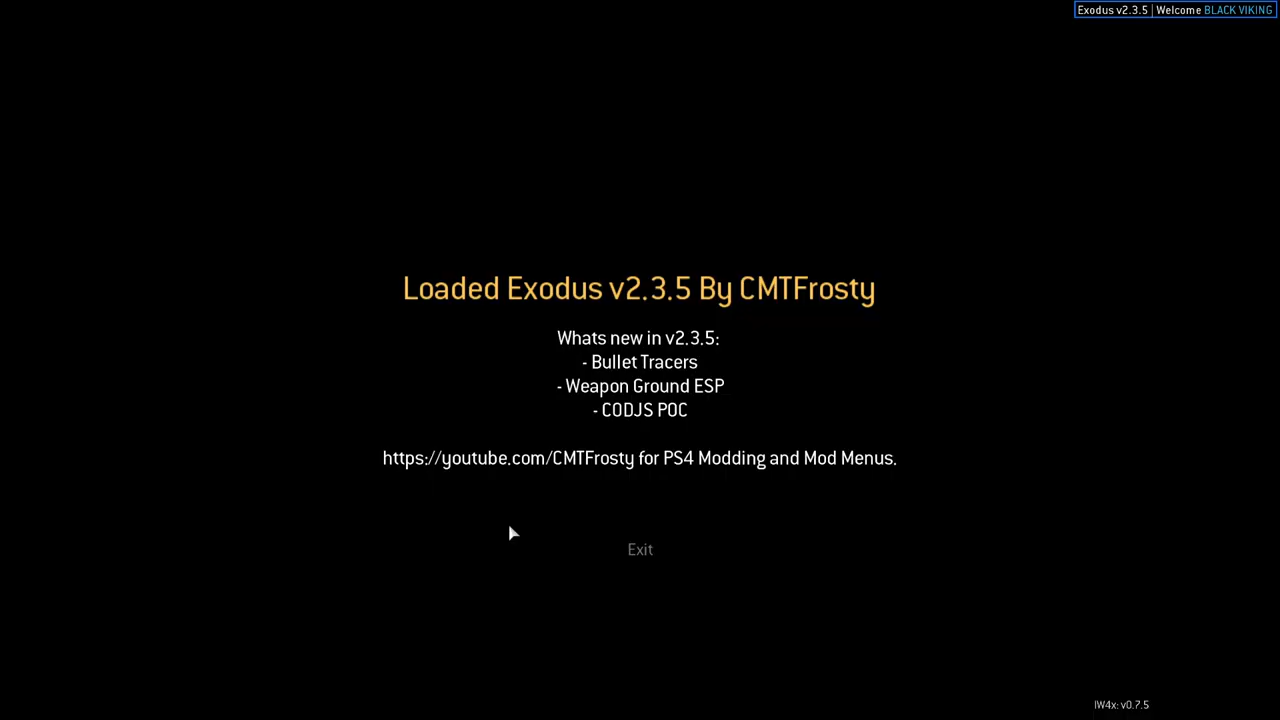 Exodus v2.3.5 | Welcome BLACK VIKING
Loaded Exodus v2.3.5 By CMTFrosty
Whats new in v2.3.5:
- Bullet Tracers
- Weapon Ground ESP
- CODJS POC
https://youtube.com/CMTFrosty for PS4 Modding and Mod Menus.
Exit
IW4x: v0.7.5